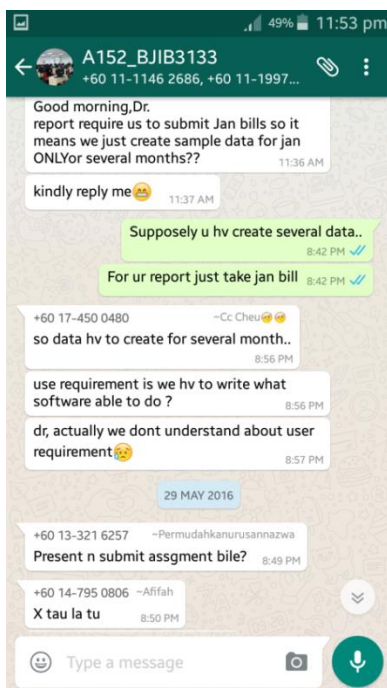 49% 11:53 pm
A152_BJIB3133
+60 11-1146 2686, +60 11-1997...
Good morning,Dr.
report require us to submit Jan bills so it
means we just create sample data for jan
ONLYor several months??
11:36 AM
kindly reply me
11:37 AM
Supposely u hv create several data..
8:42 PM
For ur report just take jan bill
8:42 PM
+60 17-450 0480 ~Cc Cheu
so data hv to create for several month..
8:56 PM
use requirement is we hv to write what
software able to do ?
8:56 PM
dr, actually we dont understand about user
requirement
8:57 PM
29 MAY 2016
+60 13-321 6257 ~Permudahkanurusannazwa
Present n submit assgment bile?
8:49 PM
+60 14-795 0806 ~Afifah
X tau la tu
8:50 PM
Type a message